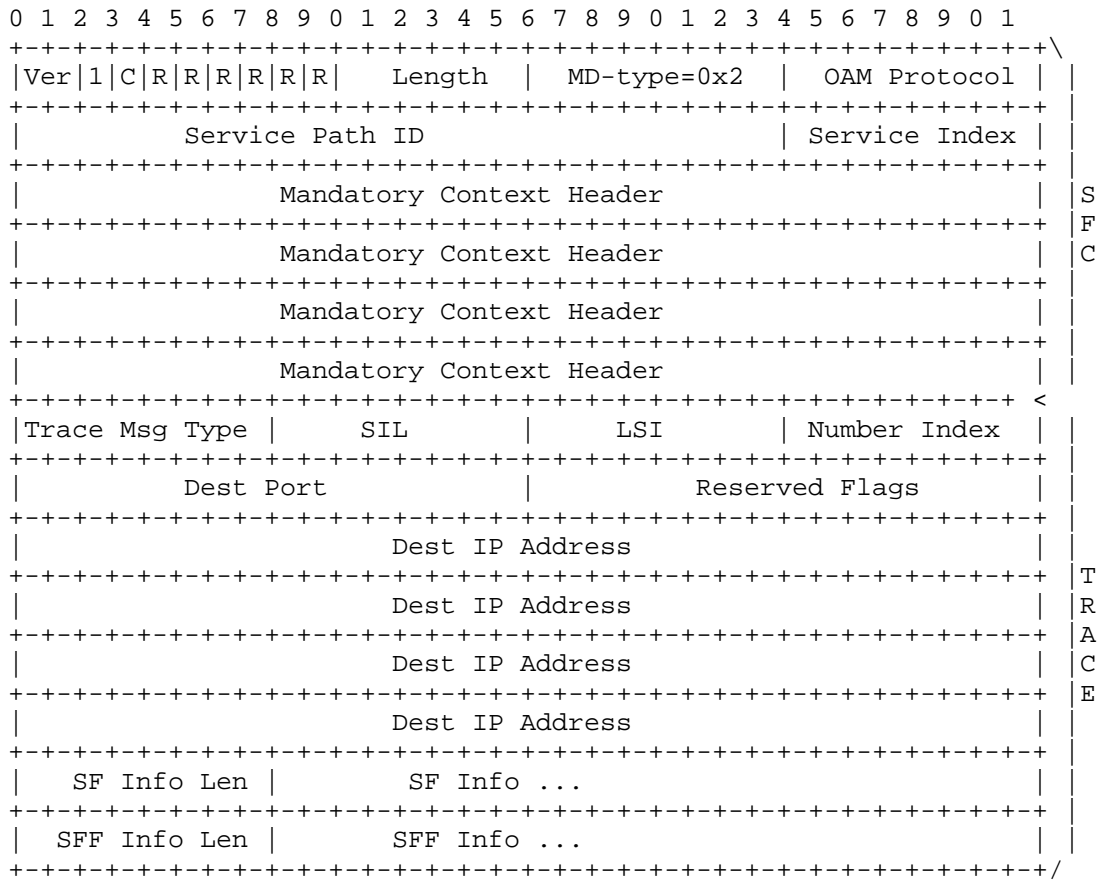 0 1 2 3 4 5 6 7 8 9 0 1 2 3 4 5 6 7 8 9 0 1 2 3 4 5 6 7 8 9 0 1
+-+-+-+-+-+-+-+-+-+-+-+-+-+-+-+-+-+-+-+-+-+-+-+-+-+-+-+-+-+-+-+-+\
|Ver|1|C|R|R|R|R|R|R|   Length  |  MD-type=0x2  |  OAM Protocol | |
+-+-+-+-+-+-+-+-+-+-+-+-+-+-+-+-+-+-+-+-+-+-+-+-+-+-+-+-+-+-+-+-+ |
|          Service Path ID                      | Service Index | |
+-+-+-+-+-+-+-+-+-+-+-+-+-+-+-+-+-+-+-+-+-+-+-+-+-+-+-+-+-+-+-+-+ |
|                Mandatory Context Header                       | |S
+-+-+-+-+-+-+-+-+-+-+-+-+-+-+-+-+-+-+-+-+-+-+-+-+-+-+-+-+-+-+-+-+ |F
|                Mandatory Context Header                       | |C
+-+-+-+-+-+-+-+-+-+-+-+-+-+-+-+-+-+-+-+-+-+-+-+-+-+-+-+-+-+-+-+-+ |
|                Mandatory Context Header                       | |
+-+-+-+-+-+-+-+-+-+-+-+-+-+-+-+-+-+-+-+-+-+-+-+-+-+-+-+-+-+-+-+-+ |
|                Mandatory Context Header                       | |
+-+-+-+-+-+-+-+-+-+-+-+-+-+-+-+-+-+-+-+-+-+-+-+-+-+-+-+-+-+-+-+ <
|Trace Msg Type |     SIL       |     LSI       | Number Index  | |
+-+-+-+-+-+-+-+-+-+-+-+-+-+-+-+-+-+-+-+-+-+-+-+-+-+-+-+-+-+-+-+-+ |
|          Dest Port            |          Reserved Flags       | |
+-+-+-+-+-+-+-+-+-+-+-+-+-+-+-+-+-+-+-+-+-+-+-+-+-+-+-+-+-+-+-+-+ |
|                       Dest IP Address                         | |
+-+-+-+-+-+-+-+-+-+-+-+-+-+-+-+-+-+-+-+-+-+-+-+-+-+-+-+-+-+-+-+-+ |T
|                       Dest IP Address                         | |R
+-+-+-+-+-+-+-+-+-+-+-+-+-+-+-+-+-+-+-+-+-+-+-+-+-+-+-+-+-+-+-+-+ |A
|                       Dest IP Address                         | |C
+-+-+-+-+-+-+-+-+-+-+-+-+-+-+-+-+-+-+-+-+-+-+-+-+-+-+-+-+-+-+-+-+ |E
|                       Dest IP Address                         | |
+-+-+-+-+-+-+-+-+-+-+-+-+-+-+-+-+-+-+-+-+-+-+-+-+-+-+-+-+-+-+-+-+ |
|   SF Info Len |        SF Info ...                            | |
+-+-+-+-+-+-+-+-+-+-+-+-+-+-+-+-+-+-+-+-+-+-+-+-+-+-+-+-+-+-+-+-+ |
|  SFF Info Len |       SFF Info ...                            | |
+-+-+-+-+-+-+-+-+-+-+-+-+-+-+-+-+-+-+-+-+-+-+-+-+-+-+-+-+-+-+-+-+/